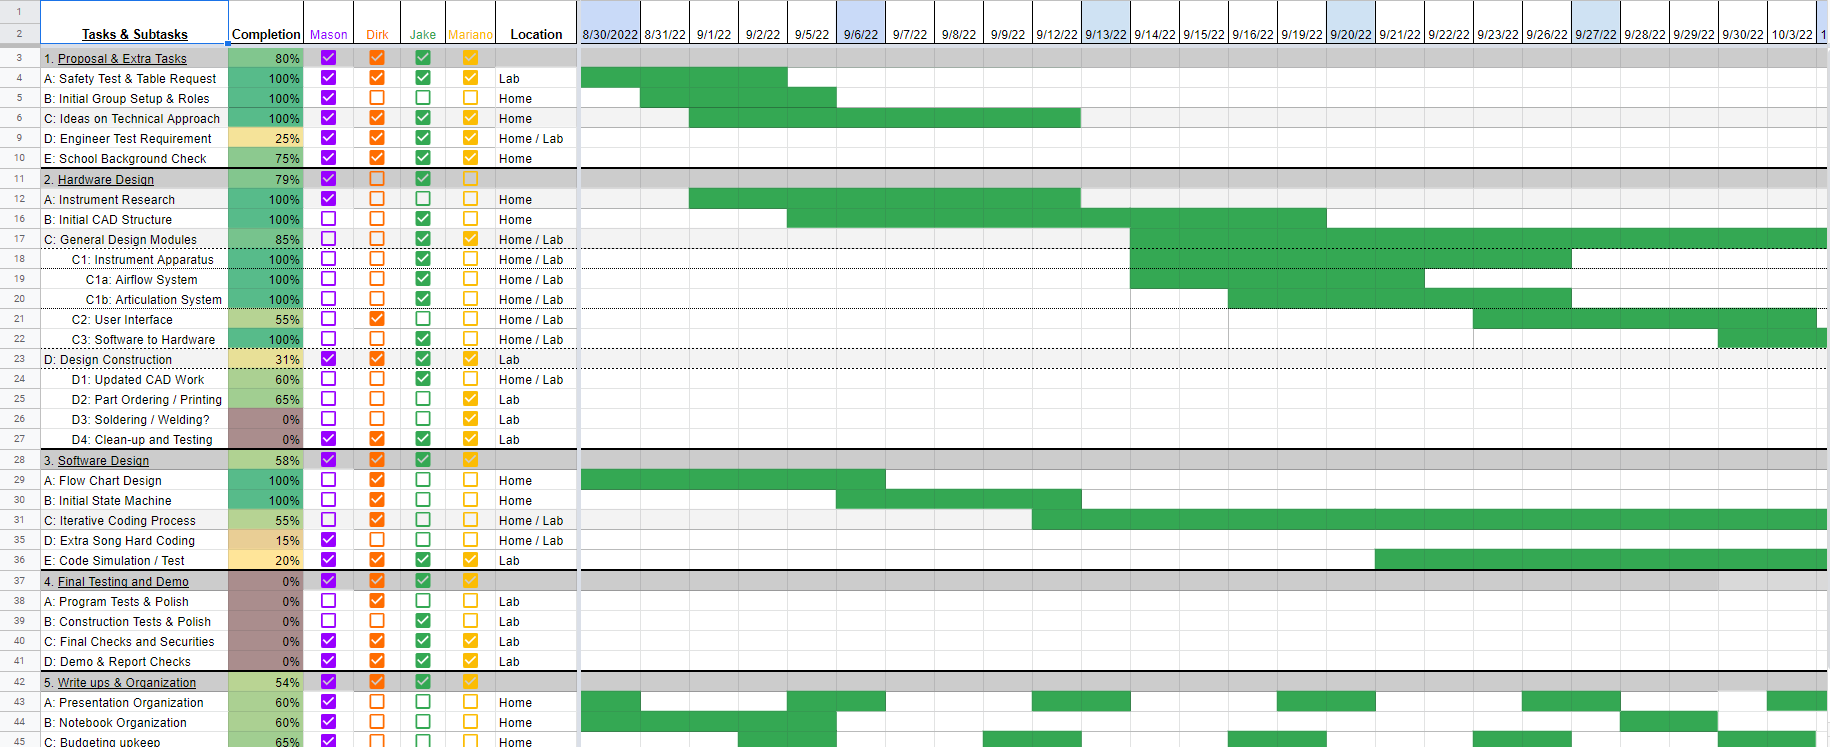 1
2 Tasks & Subtasks Completion Mason Dirk Jake Mariano Location 8/30/2022 8/31/22 9/1/22 9/2/22 9/5/22 9/6/22 9/7/22 9/8/22 9/9/22 9/12/22 9/13/22 9/14/22 9/15/22 9/16/22 9/19/22 9/20/22 9/21/22 9/22/22 9/23/22 9/26/22 9/27/22 9/28/22 9/29/22 9/30/22 10/3/22 1
3 1. Proposal & Extra Tasks 80%
4 A: Safety Test & Table Request 100% Lab
5 B: Initial Group Setup & Roles 100% Home
6 C: Ideas on Technical Approach 100% Home
9 D: Engineer Test Requirement 25% Home / Lab
10 E: School Background Check 75% Home
11 2. Hardware Design 79%
12 A: Instrument Research 100% Home
16 B: Initial CAD Structure 100% Home
17 C: General Design Modules 85% Home / Lab
18 C1: Instrument Apparatus 100% Home / Lab
19 C1a: Airflow System 100% Home / Lab
20 C1b: Articulation System 100% Home / Lab
21 C2: User Interface 55% Home / Lab
22 C3: Software to Hardware 100% Home / Lab
23 D: Design Construction 31% Lab
24 D1: Updated CAD Work 60% Home / Lab
25 D2: Part Ordering / Printing 65% Lab
26 D3: Soldering / Welding? 0% Lab
27 D4: Clean-up and Testing 0% Lab
28 3. Software Design 58%
29 A: Flow Chart Design 100% Home
30 B: Initial State Machine 100% Home
31 C: Iterative Coding Process 55% Home / Lab
35 D: Extra Song Hard Coding 15% Home / Lab
36 E: Code Simulation / Test 20% Lab
37 4. Final Testing and Demo 0%
38 A: Program Tests & Polish 0% Lab
39 B: Construction Tests & Polish 0% Lab
40 C: Final Checks and Securities 0% Lab
41 D: Demo & Report Checks 0% Lab
42 5. Write ups & Organization 54%
43 A: Presentation Organization 60% Home
44 B: Notebook Organization 60% Home
45 C: Budgeting upkeep 65% Home